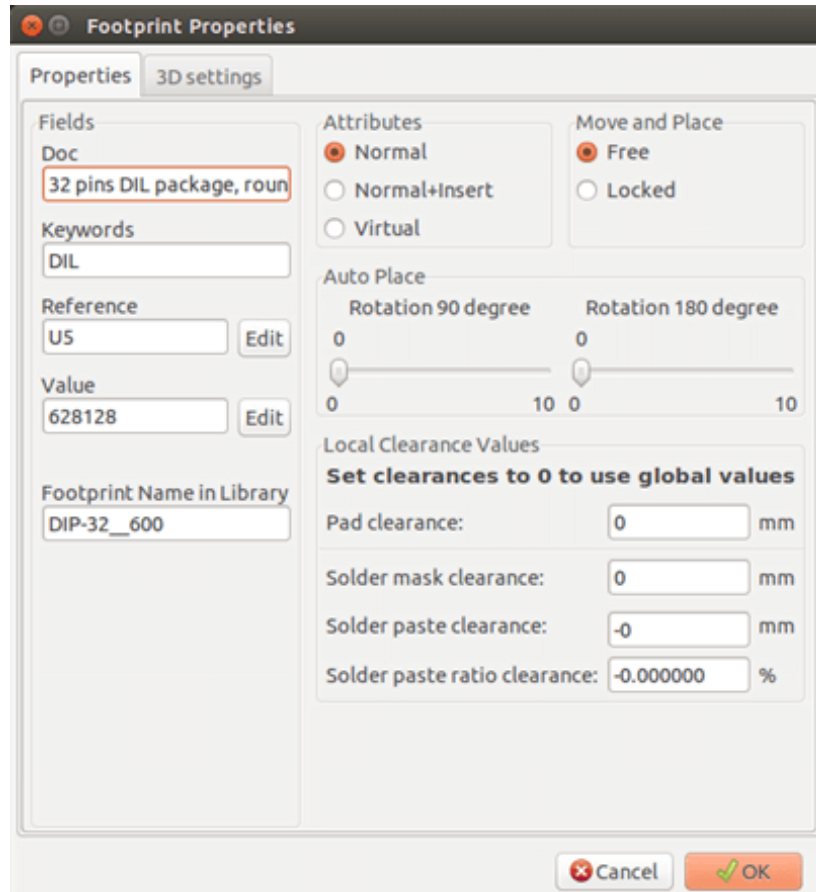 Footprint Properties
Properties
3D settings
Fields
Doc
32 pins DIL package, roun
Keywords
DIL
Reference
U5
Edit
Value
628128
Edit
Footprint Name in Library
DIP-32__600
Attributes
Normal
Normal+Insert
Virtual
Move and Place
Free
Locked
Auto Place
Rotation 90 degree
0
0
10
Rotation 180 degree
0
0
10
Local Clearance Values
Set clearances to 0 to use global values
Pad clearance:
0
mm
Solder mask clearance:
0
mm
Solder paste clearance:
-0
mm
Solder paste ratio clearance:
-0.000000
%
Cancel
OK